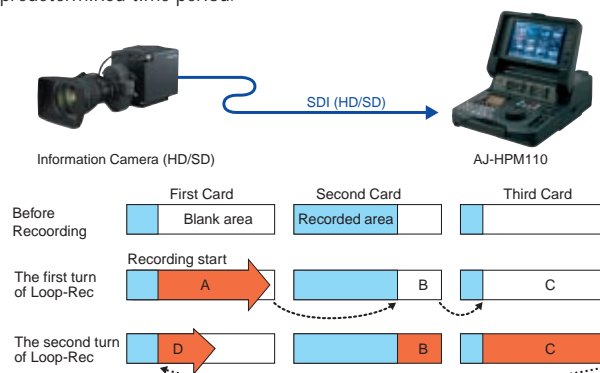 predetermined time period.
SDI (HD/SD)
Information Camera (HD/SD)
AJ-HPM110
First Card
Second Card
Third Card
Before
Recoording
Blank area
Recorded area
Recording start
The first turn
of Loop-Rec
A
B
C
The second turn
of Loop-Rec
D
B
C